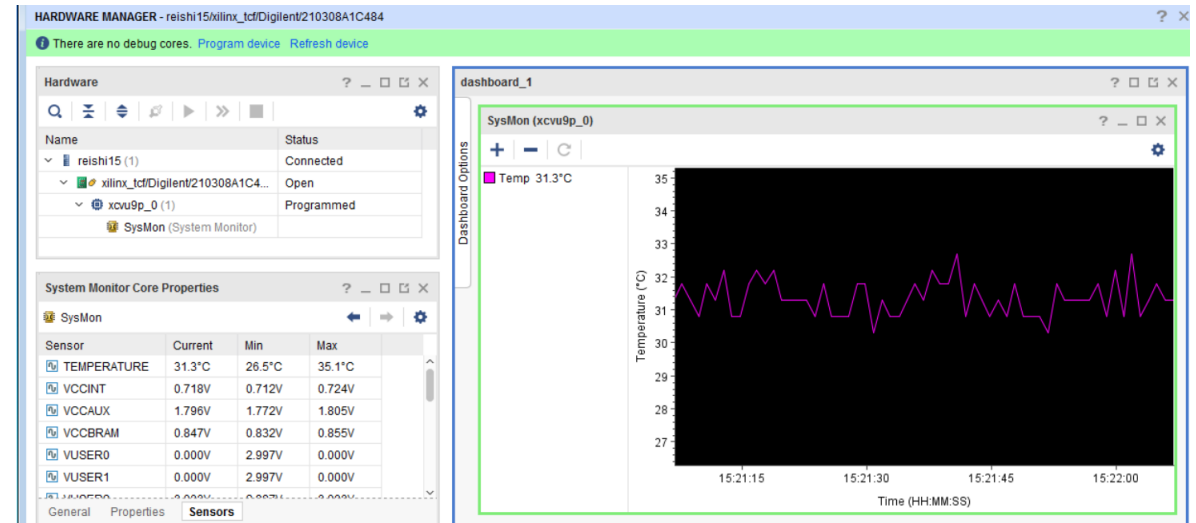 HARDWARE MANAGER - reishi15/xilinx_tcf/Digilent/210308A1C484
There are no debug cores. Program device Refresh device
Hardware
Name Status
reishi15 (1) Connected
xilinx_tcf/Digilent/210308A1C4... Open
xcvu9p_0 (1) Programmed
SysMon (System Monitor)
System Monitor Core Properties
SysMon
Sensor Current Min Max
TEMPERATURE 31.3°C 26.5°C 35.1°C
VCCINT 0.718V 0.712V 0.724V
VCCAUX 1.796V 1.772V 1.805V
VCCBRAM 0.847V 0.832V 0.855V
VUSER0 0.000V 2.997V 0.000V
VUSER1 0.000V 2.997V 0.000V
General Properties Sensors
dashboard_1
Dashboard Options
SysMon (xcvu9p_0)
Temp 31.3°C
Temperature (°C)
35
34
33
32
31
30
29
28
27
15:21:15 15:21:30 15:21:45 15:22:00
Time (HH:MM:SS)